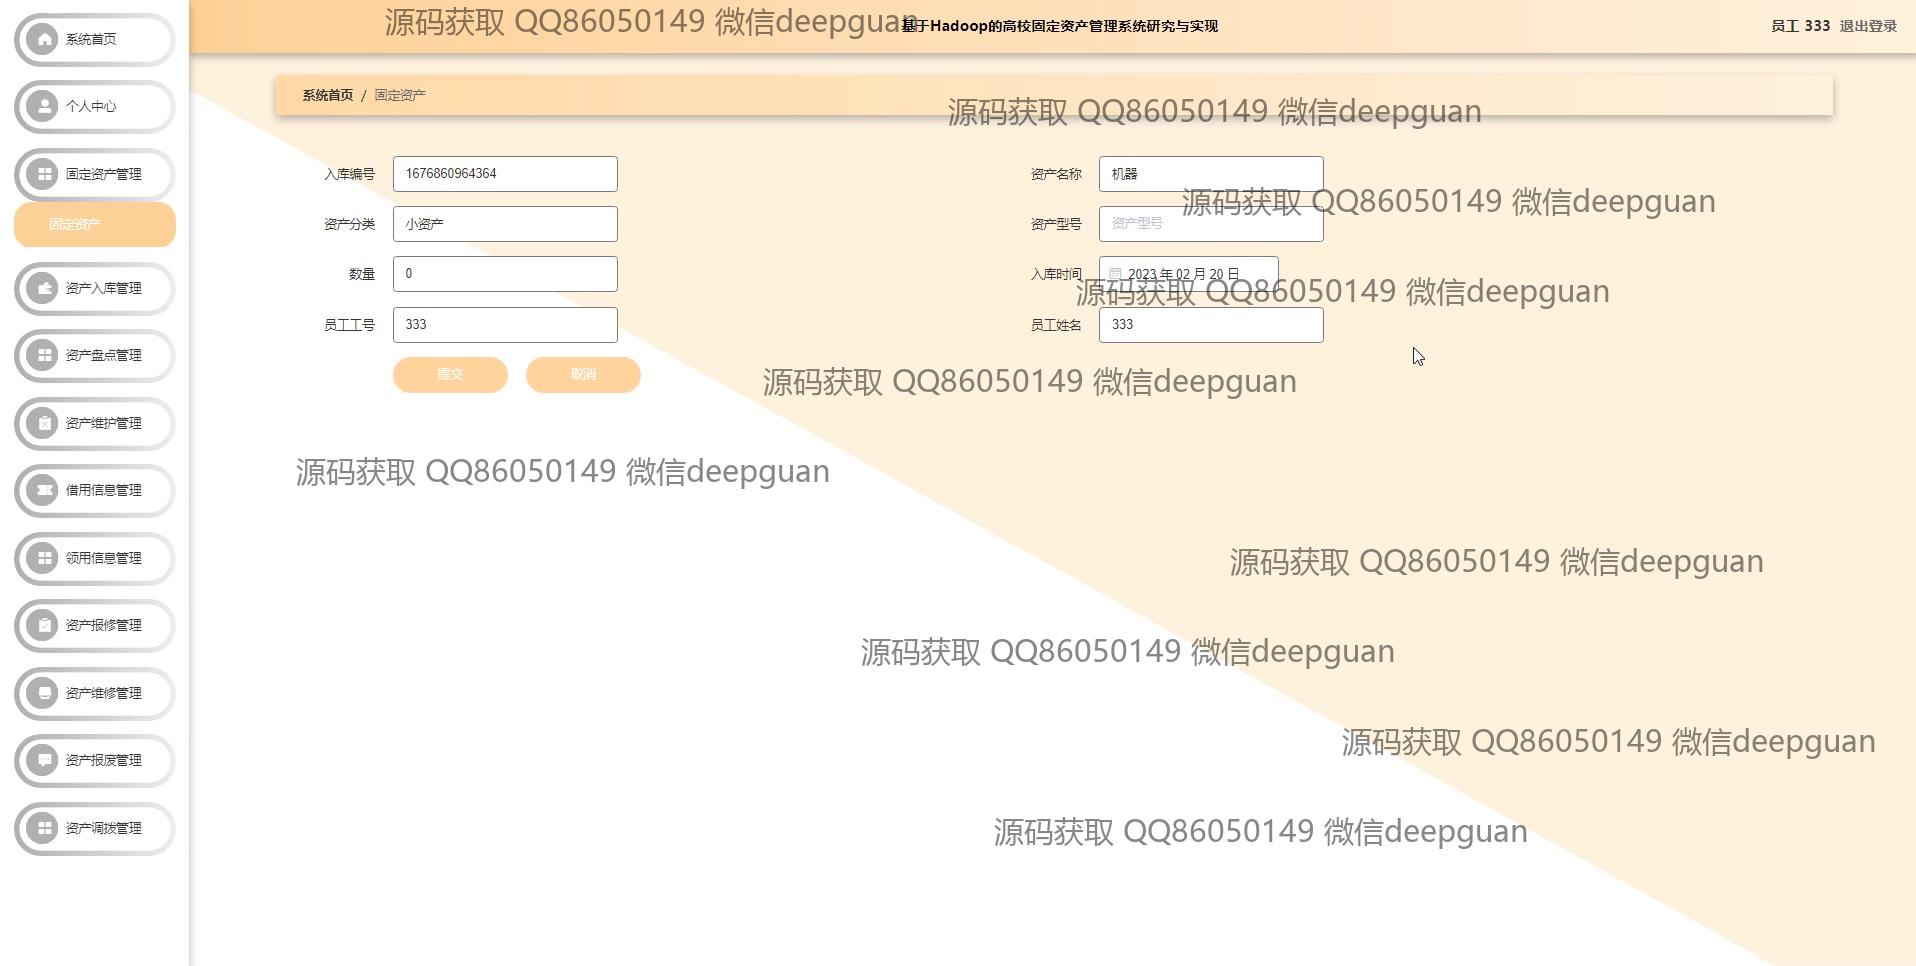 系统首页
个人中心
固定资产管理
固定资产
资产入库管理
资产盘点管理
资产维护管理
借用信息管理
领用信息管理
资产报修管理
资产维修管理
资产报废管理
资产调拨管理
源码获取 QQ86050149 微信deepguan
基于Hadoop的高校固定资产管理系统研究与实现
员工 333 退出登录
系统首页 / 固定资产
源码获取 QQ86050149 微信deepguan
入库编号 1676860964364 资产名称 机器
源码获取 QQ86050149 微信deepguan
资产分类 小资产 资产型号 资产型号
数量 0 入库时间 2023 年 02 月 20 日
源码获取 QQ86050149 微信deepguan
员工工号 333 员工姓名 333
提交 取消
源码获取 QQ86050149 微信deepguan
源码获取 QQ86050149 微信deepguan
源码获取 QQ86050149 微信deepguan
源码获取 QQ86050149 微信deepguan
源码获取 QQ86050149 微信deepguan
源码获取 QQ86050149 微信deepguan